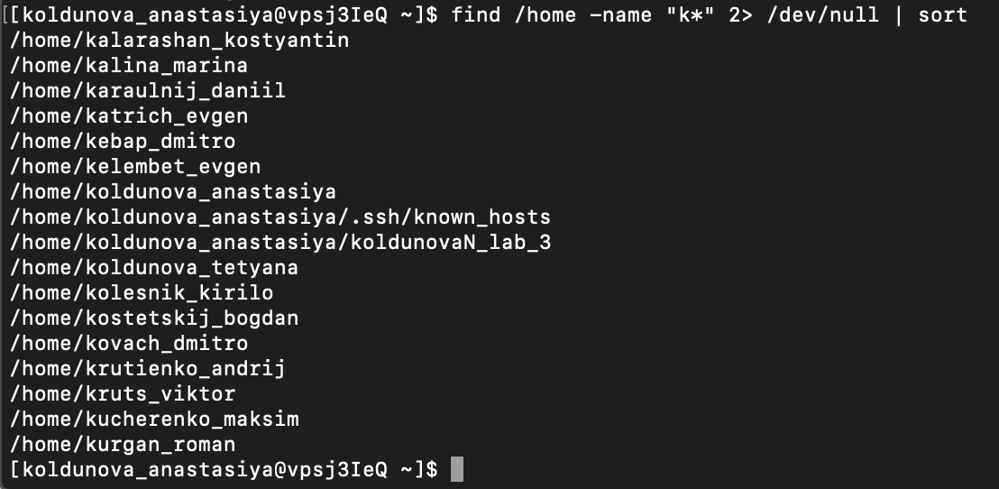 [[koldunova_anastasiya@vpsj3IeQ ~]$ find /home -name "k*" 2> /dev/null | sort
/home/kalarashan_kostyantin
/home/kalina_marina
/home/karaulnij_daniil
/home/katrich_evgen
/home/kebap_dmitro
/home/kelembet_evgen
/home/koldunova_anastasiya
/home/koldunova_anastasiya/.ssh/known_hosts
/home/koldunova_anastasiya/koldunovaN_lab_3
/home/koldunova_tetyana
/home/kolesnik_kirilo
/home/kostetskij_bogdan
/home/kovach_dmitro
/home/krutienko_andrij
/home/kruts_viktor
/home/kucherenko_maksim
/home/kurgan_roman
[koldunova_anastasiya@vpsj3IeQ ~]$